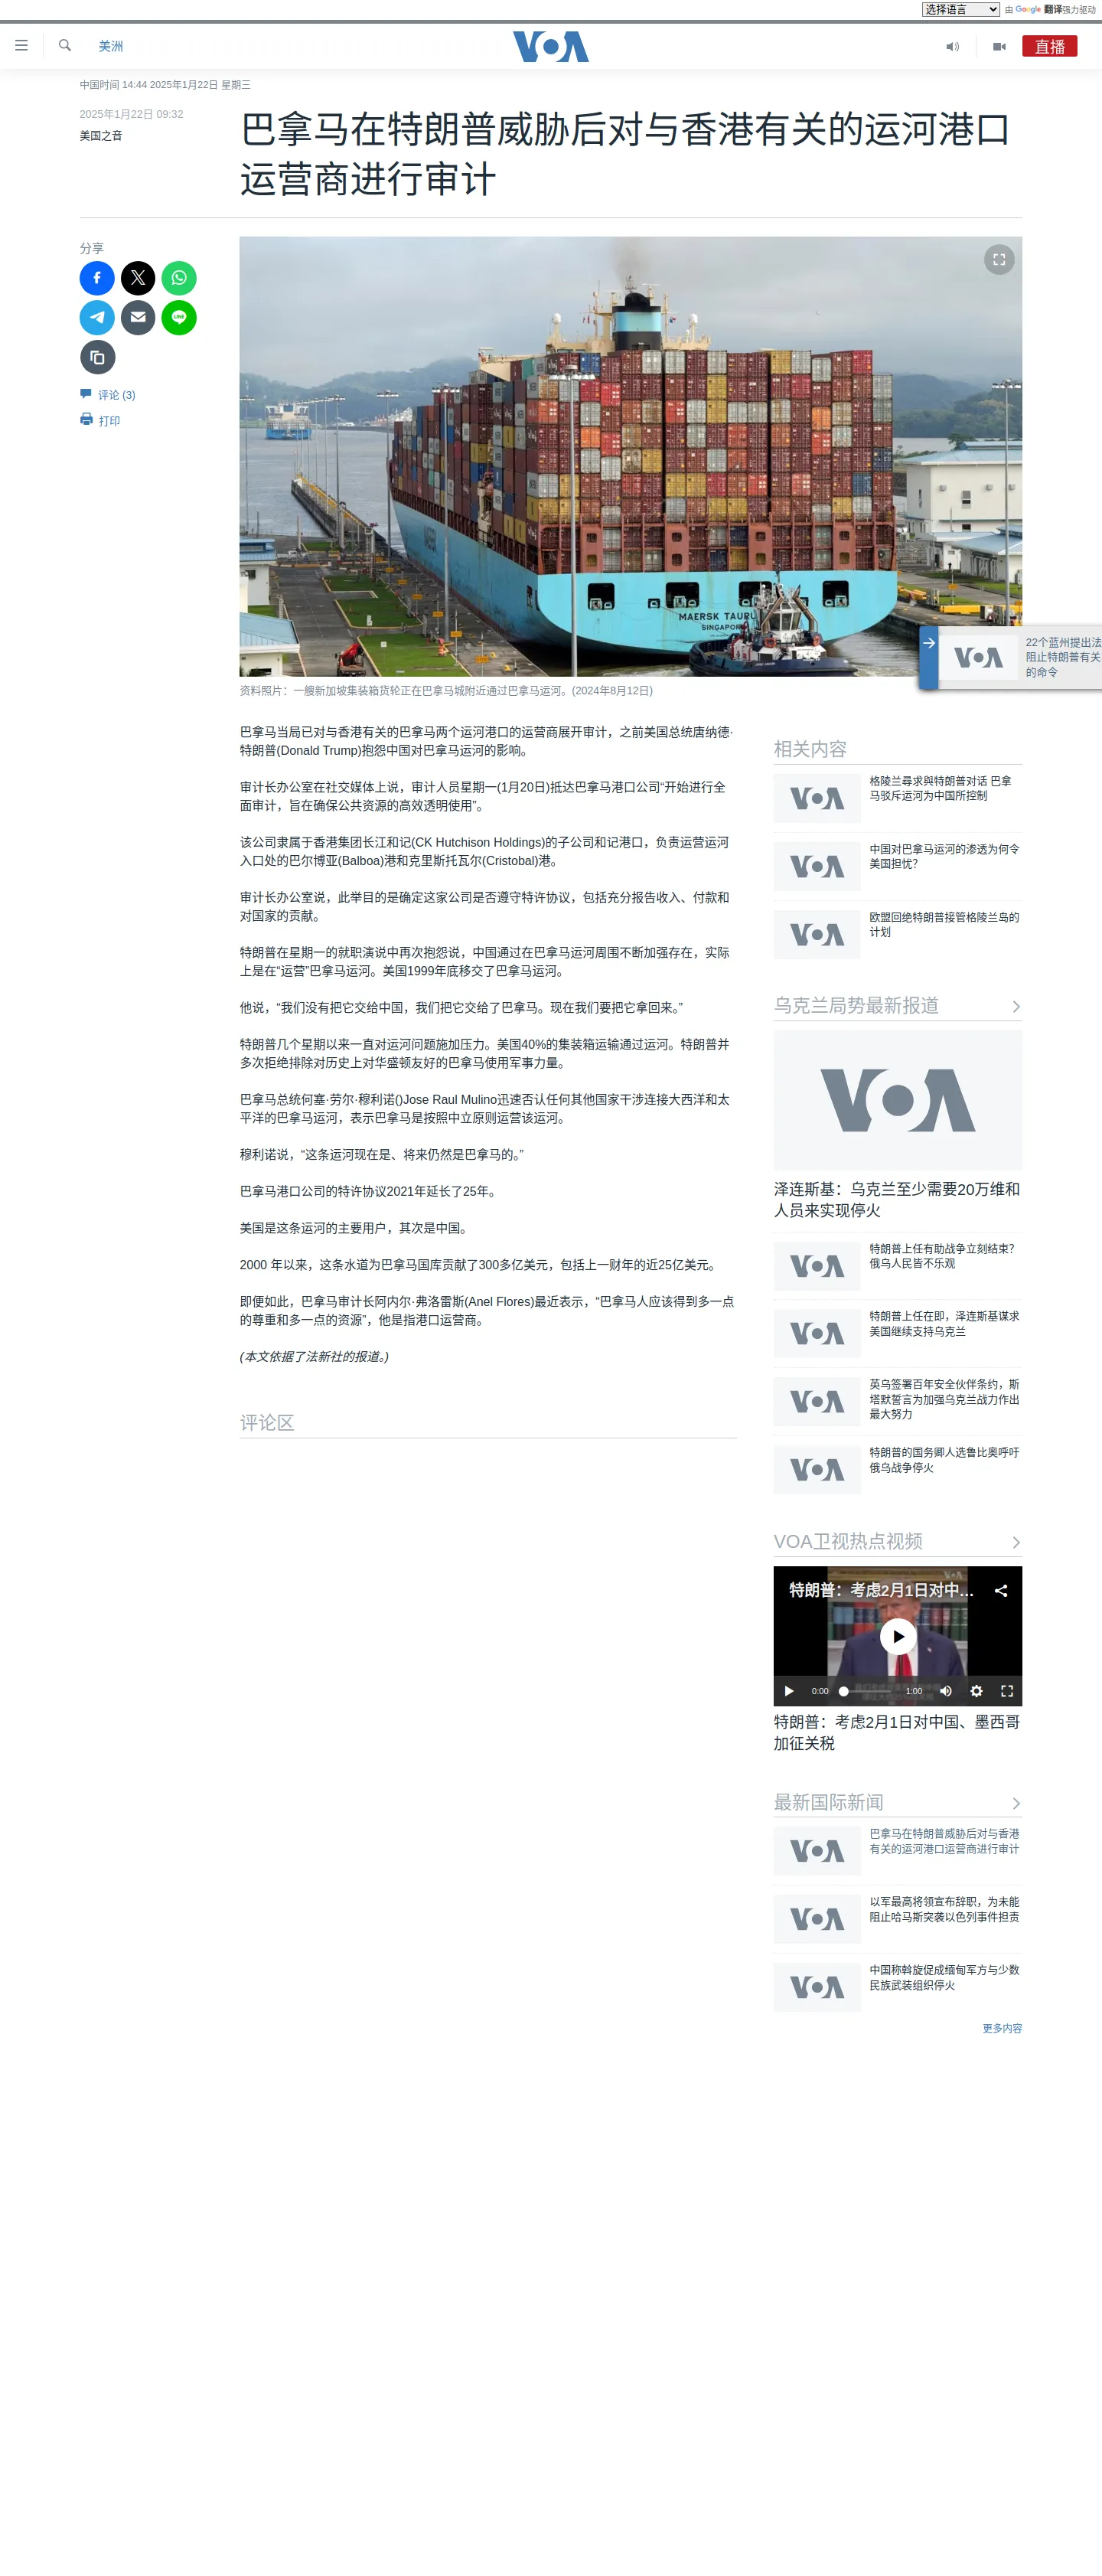 选择语言 由 Google 翻译强力驱动
美洲
VOA
直播
中国时间 14:44 2025年1月22日 星期三
2025年1月22日 09:32
美国之音
巴拿马在特朗普威胁后对与香港有关的运河港口
运营商进行审计
分享
LINE
评论 (3)
打印
MAERSK TAURUS
SINGAPORE
资料照片：一艘新加坡集装箱货轮正在巴拿马城附近通过巴拿马运河。(2024年8月12日)
VOA
22个蓝州提出法
阻止特朗普有关
的命令
巴拿马当局已对与香港有关的巴拿马两个运河港口的运营商展开审计，之前美国总统唐纳德·
特朗普(Donald Trump)抱怨中国对巴拿马运河的影响。
审计长办公室在社交媒体上说，审计人员星期一(1月20日)抵达巴拿马港口公司“开始进行全
面审计，旨在确保公共资源的高效透明使用”。
该公司隶属于香港集团长江和记(CK Hutchison Holdings)的子公司和记港口，负责运营运河
入口处的巴尔博亚(Balboa)港和克里斯托瓦尔(Cristobal)港。
审计长办公室说，此举目的是确定这家公司是否遵守特许协议，包括充分报告收入、付款和
对国家的贡献。
特朗普在星期一的就职演说中再次抱怨说，中国通过在巴拿马运河周围不断加强存在，实际
上是在“运营”巴拿马运河。美国1999年底移交了巴拿马运河。
他说，“我们没有把它交给中国，我们把它交给了巴拿马。现在我们要把它拿回来。”
特朗普几个星期以来一直对运河问题施加压力。美国40%的集装箱运输通过运河。特朗普并
多次拒绝排除对历史上对华盛顿友好的巴拿马使用军事力量。
巴拿马总统何塞·劳尔·穆利诺()Jose Raul Mulino迅速否认任何其他国家干涉连接大西洋和太
平洋的巴拿马运河，表示巴拿马是按照中立原则运营该运河。
穆利诺说，“这条运河现在是、将来仍然是巴拿马的。”
巴拿马港口公司的特许协议2021年延长了25年。
美国是这条运河的主要用户，其次是中国。
2000 年以来，这条水道为巴拿马国库贡献了300多亿美元，包括上一财年的近25亿美元。
即便如此，巴拿马审计长阿内尔·弗洛雷斯(Anel Flores)最近表示，“巴拿马人应该得到多一点
的尊重和多一点的资源”，他是指港口运营商。
(本文依据了法新社的报道。)
评论区
相关内容
VOA
格陵兰尋求與特朗普对话 巴拿
马驳斥运河为中国所控制
VOA
中国对巴拿马运河的渗透为何令
美国担忧？
VOA
欧盟回绝特朗普接管格陵兰岛的
计划
乌克兰局势最新报道
VOA
泽连斯基：乌克兰至少需要20万维和
人员来实现停火
VOA
特朗普上任有助战争立刻结束？
俄乌人民皆不乐观
VOA
特朗普上任在即，泽连斯基谋求
美国继续支持乌克兰
VOA
英乌签署百年安全伙伴条约，斯
塔默誓言为加强乌克兰战力作出
最大努力
VOA
特朗普的国务卿人选鲁比奥呼吁
俄乌战争停火
VOA卫视热点视频
VOA
特朗普：考虑2月1日对中...
0:00 1:00
特朗普：考虑2月1日对中国、墨西哥
加征关税
最新国际新闻
VOA
巴拿马在特朗普威胁后对与香港
有关的运河港口运营商进行审计
VOA
以军最高将领宣布辞职，为未能
阻止哈马斯突袭以色列事件担责
VOA
中国称斡旋促成缅甸军方与少数
民族武装组织停火
更多内容